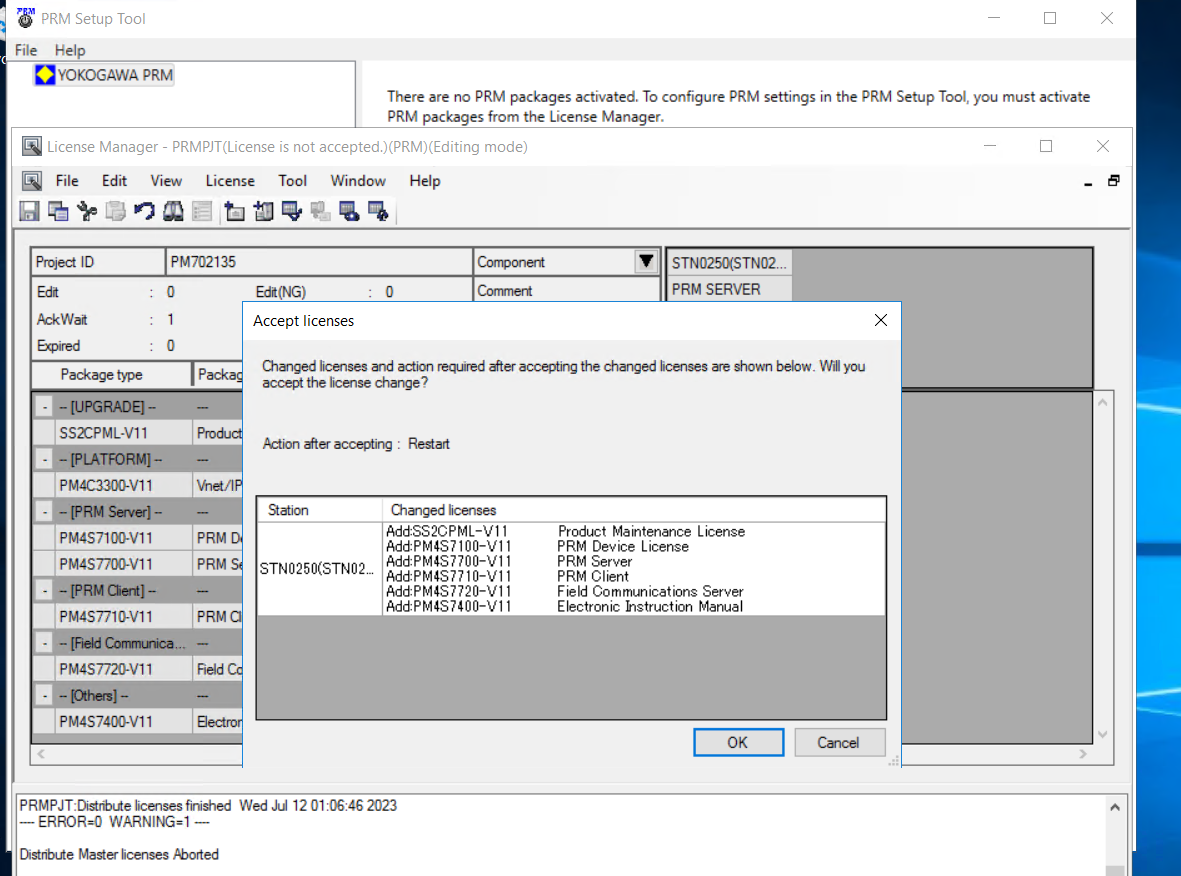 PRM Setup Tool
File Help
YOKOGAWA PRM
There are no PRM packages activated. To configure PRM settings in the PRM Setup Tool, you must activate
PRM packages from the License Manager.
License Manager - PRMPJT(License is not accepted.)(PRM)(Editing mode)
File Edit View License Tool Window Help
Project ID PM702135 Component STN0250(STN02...
Edit : 0 Edit(NG) : 0 Comment PRM SERVER
AckWait : 1
Expired : 0
Package type Packag
- -- [UPGRADE] -- ---
SS2CPML-V11 Product
- -- [PLATFORM] -- ---
PM4C3300-V11 Vnet/IP
- -- [PRM Server] -- ---
PM4S7100-V11 PRM De
PM4S7700-V11 PRM Se
- -- [PRM Client] -- ---
PM4S7710-V11 PRM Cl
- -- [Field Communica... ---
PM4S7720-V11 Field Co
- -- [Others] -- ---
PM4S7400-V11 Electron
Accept licenses
Changed licenses and action required after accepting the changed licenses are shown below. Will you
accept the license change?
Action after accepting : Restart
Station Changed licenses
STN0250(STN02...
Add:SS2CPML-V11 Product Maintenance License
Add:PM4S7100-V11 PRM Device License
Add:PM4S7700-V11 PRM Server
Add:PM4S7710-V11 PRM Client
Add:PM4S7720-V11 Field Communications Server
Add:PM4S7400-V11 Electronic Instruction Manual
OK Cancel
PRMPJT:Distribute licenses finished Wed Jul 12 01:06:46 2023
---- ERROR=0 WARNING=1 ----
Distribute Master licenses Aborted